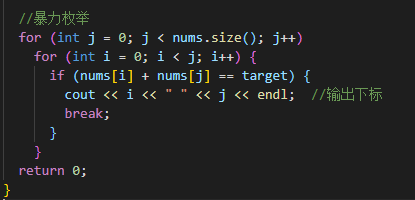 //暴力枚举
for (int j = 0; j < nums.size(); j++)
for (int i = 0; i < j; i++) {
if (nums[i] + nums[j] == target) {
cout << i << " " << j << endl;  //输出下标
break;
}
}
return 0;
}